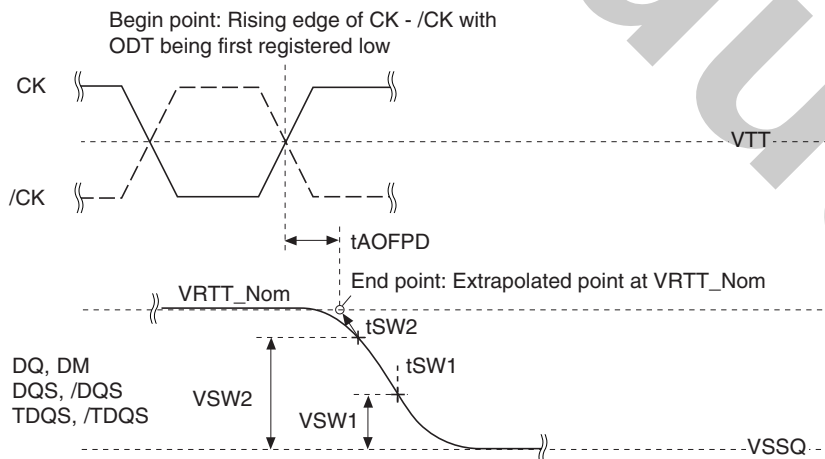 Begin point: Rising edge of CK - /CK with
ODT being first registered low
CK
VTT
/CK
tAOFPD
End point: Extrapolated point at VRTT_Nom
VRTT_Nom
tSW2
tSW1
DQ, DM
DQS, /DQS
TDQS, /TDQS
VSW2
VSW1
VSSQ